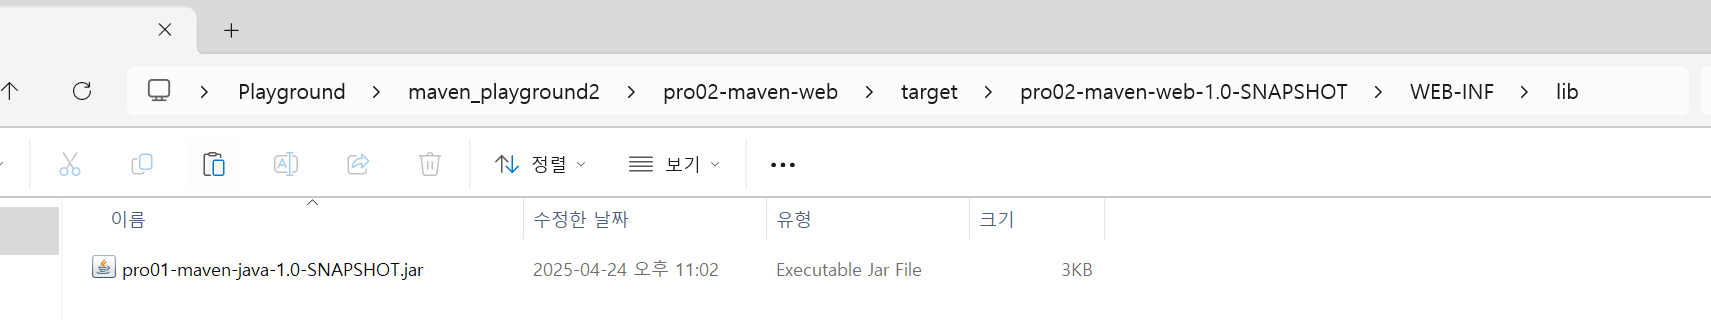 Playground > maven_playground2 > pro02-maven-web > target > pro02-maven-web-1.0-SNAPSHOT > WEB-INF > lib
정렬 보기
이름 수정한 날짜 유형 크기
pro01-maven-java-1.0-SNAPSHOT.jar 2025-04-24 오후 11:02 Executable Jar File 3KB